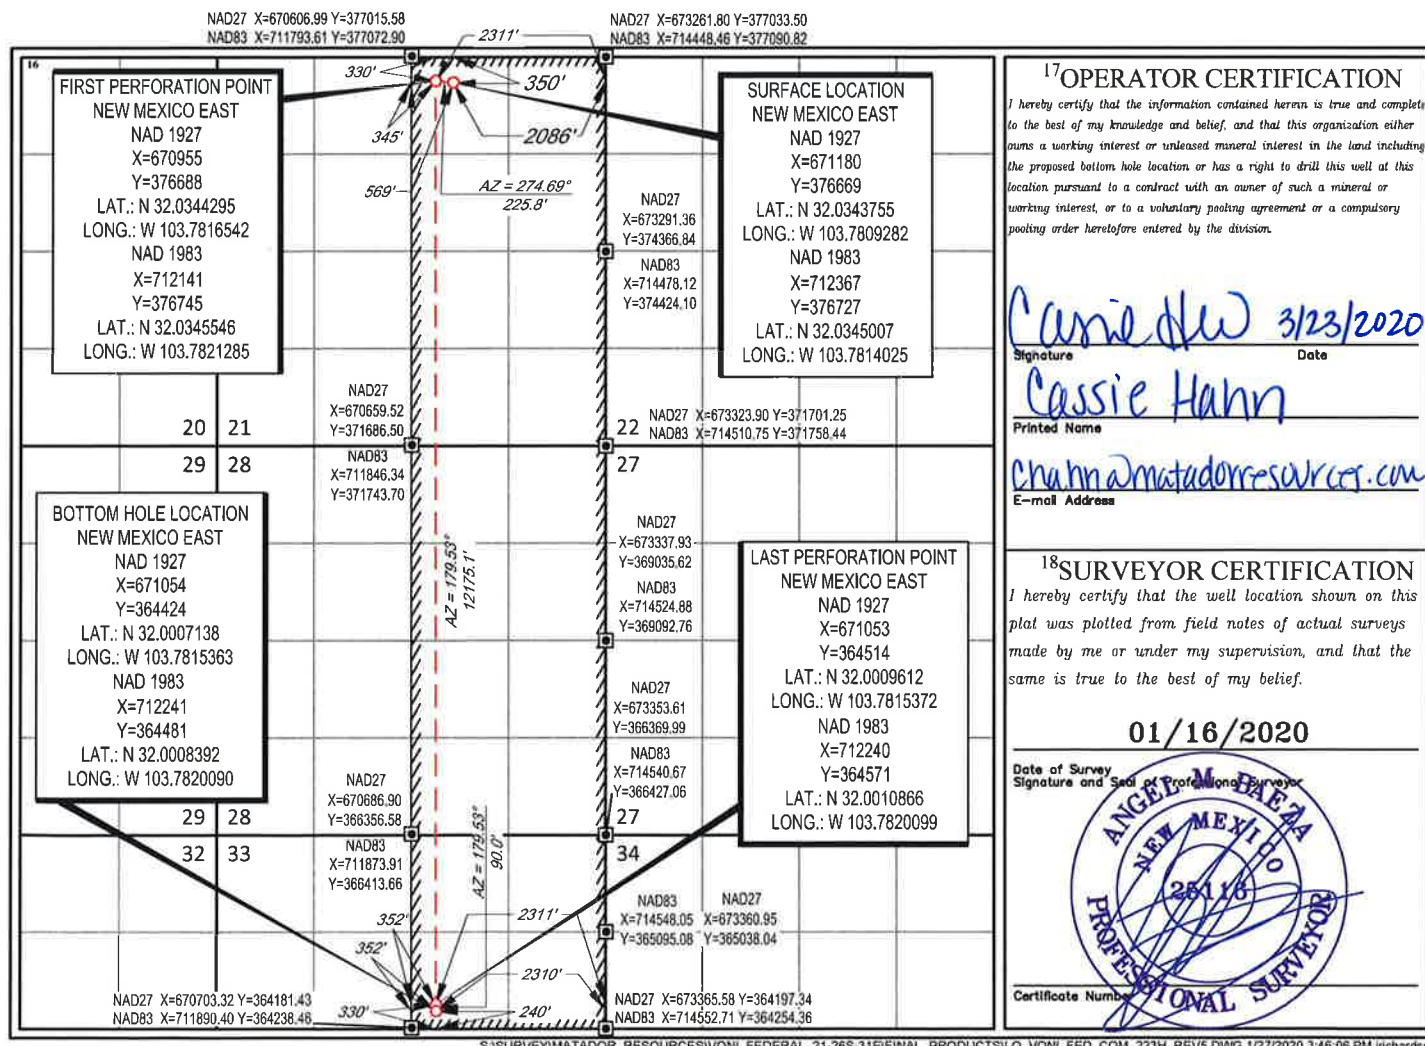 NAD27 X=670606.99 Y=377015.58
NAD83 X=711793.61 Y=377072.90
NAD27 X=673261.80 Y=377033.50
NAD83 X=714448.46 Y=377090.82
2311'
16
330'
350'
345'
2086'
569'
AZ = 274.69°
225.8'
FIRST PERFORATION POINT
NEW MEXICO EAST
NAD 1927
X=670955
Y=376688
LAT.: N 32.0344295
LONG.: W 103.7816542
NAD 1983
X=712141
Y=376745
LAT.: N 32.0345546
LONG.: W 103.7821285
SURFACE LOCATION
NEW MEXICO EAST
NAD 1927
X=671180
Y=376669
LAT.: N 32.0343755
LONG.: W 103.7809282
NAD 1983
X=712367
Y=376727
LAT.: N 32.0345007
LONG.: W 103.7814025
NAD27
X=673291.36
Y=374366.84
NAD83
X=714478.12
Y=374424.10
NAD27
X=670659.52
Y=371686.50
NAD83
X=711846.34
Y=371743.70
20 21
29 28
22
27
NAD27 X=673323.90 Y=371701.25
NAD83 X=714510.75 Y=371758.44
BOTTOM HOLE LOCATION
NEW MEXICO EAST
NAD 1927
X=671054
Y=364424
LAT.: N 32.0007138
LONG.: W 103.7815363
NAD 1983
X=712241
Y=364481
LAT.: N 32.0008392
LONG.: W 103.7820090
AZ = 179.53°
12175.1'
NAD27
X=673337.93
Y=369035.62
NAD83
X=714524.88
Y=369092.76
NAD27
X=673353.61
Y=366369.99
NAD83
X=714540.67
Y=366427.06
LAST PERFORATION POINT
NEW MEXICO EAST
NAD 1927
X=671053
Y=364514
LAT.: N 32.0009612
LONG.: W 103.7815372
NAD 1983
X=712240
Y=364571
LAT.: N 32.0010866
LONG.: W 103.7820099
NAD27
X=670686.90
Y=366356.58
NAD83
X=711873.91
Y=366413.66
29 28
32 33
27
34
AZ = 179.53°
90.0'
NAD83 NAD27
X=714548.05 X=673360.95
Y=365095.08 Y=365038.04
352'
2311'
352'
2310'
330'
240'
NAD27 X=670703.32 Y=364181.43
NAD83 X=711890.40 Y=364238.46
NAD27 X=673365.58 Y=364197.34
NAD83 X=714552.71 Y=364254.36
17OPERATOR CERTIFICATION
I hereby certify that the information contained herein is true and complete
to the best of my knowledge and belief, and that this organization either
owns a working interest or unleased mineral interest in the land including
the proposed bottom hole location or has a right to drill this well at this
location pursuant to a contract with an owner of such a mineral or
working interest, or to a voluntary pooling agreement or a compulsory
pooling order heretofore entered by the division.
3/23/2020
Signature Date
Cassie Hahn
Printed Name
chahn@matadorresources.com
E-mail Address
18SURVEYOR CERTIFICATION
I hereby certify that the well location shown on this
plat was plotted from field notes of actual surveys
made by me or under my supervision, and that the
same is true to the best of my belief.
01/16/2020
Date of Survey
Signature and Seal of Professional Surveyor
ANGEL M. BAEZA
NEW MEXICO
25116
PROFESSIONAL SURVEYOR
Certificate Number